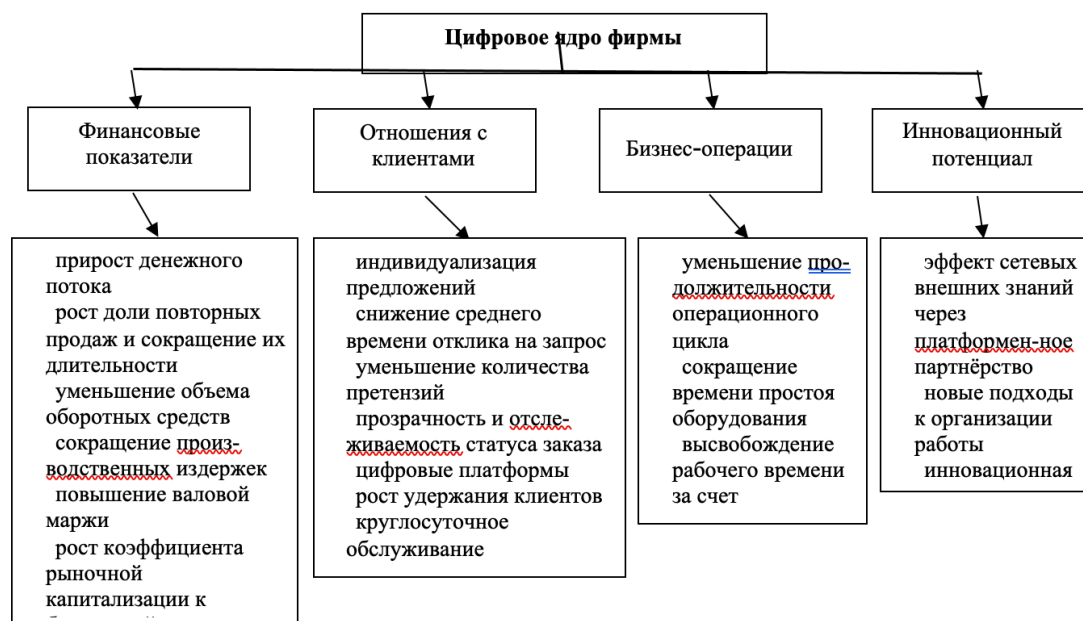 Цифровое ядро фирмы
Финансовые
показатели
Отношения с
клиентами
Бизнес-операции
Инновационный
потенциал
прирост денежного
потока
рост доли повторных
продаж и сокращение их
длительности
уменьшение объема
оборотных средств
сокращение произ-
водственных издержек
повышение валовой
маржи
рост коэффициента
рыночной
капитализации к
индивидуализация
предложений
снижение среднего
времени отклика на запрос
уменьшение количества
претензий
прозрачность и отсле-
живаемость статуса заказа
цифровые платформы
рост удержания клиентов
круглосуточное
обслуживание
уменьшение про-
должительности
операционного
цикла
сокращение
времени простоя
оборудования
высвобождение
рабочего времени
за счет
эффект сетевых
внешних знаний
через
платформен-ное
партнёрство
новые подходы
к организации
работы
инновационная